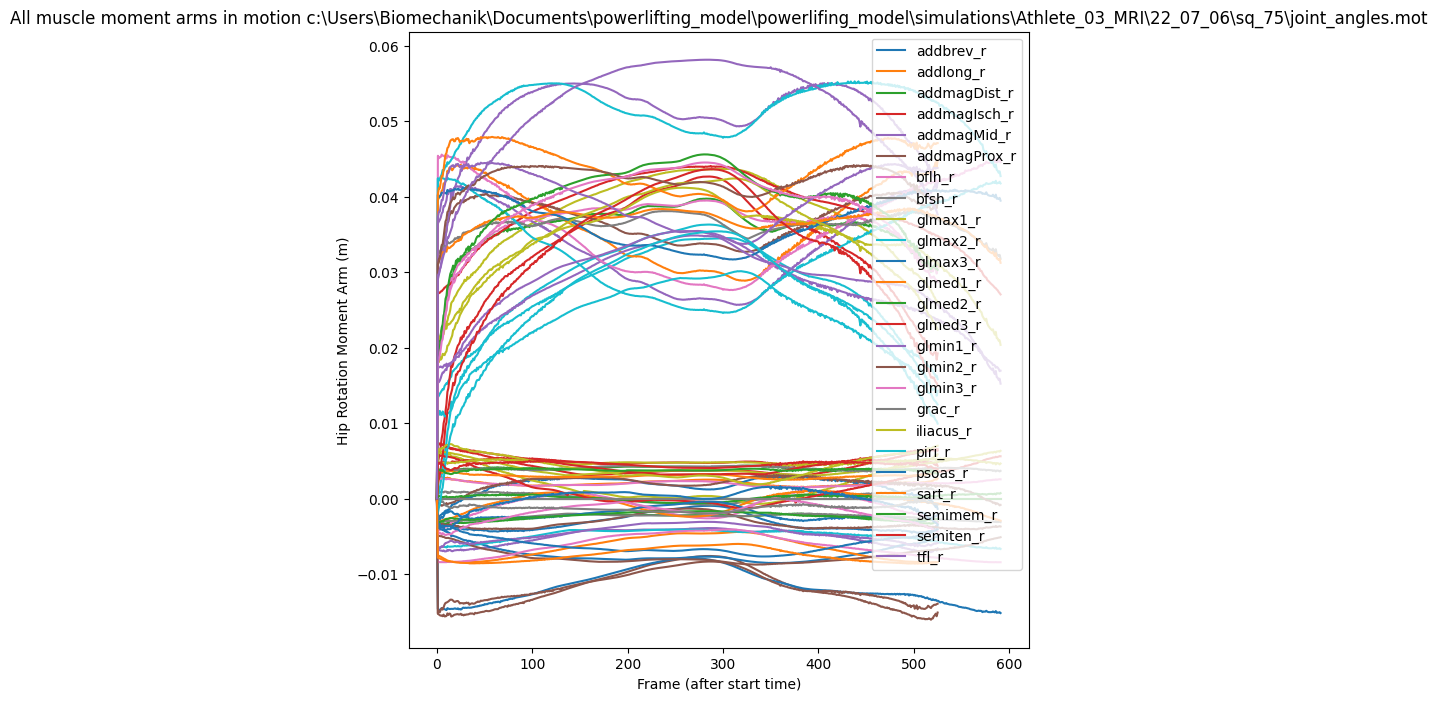 All muscle moment arms in motion c:\Users\Biomechanik\Documents\powerlifting_model\powerlifing_model\simulations\Athlete_03_MRI\22_07_06\sq_75\joint_angles.mot
0.06
0.05
0.04
0.03
0.02
0.01
0.00
−0.01
Hip Rotation Moment Arm (m)
addbrev_r
addlong_r
addmagDist_r
addmagIsch_r
addmagMid_r
addmagProx_r
bflh_r
bfsh_r
glmax1_r
glmax2_r
glmax3_r
glmed1_r
glmed2_r
glmed3_r
glmin1_r
glmin2_r
glmin3_r
grac_r
iliacus_r
piri_r
psoas_r
sart_r
semimem_r
semiten_r
tfl_r
0 100 200 300 400 500 600
Frame (after start time)